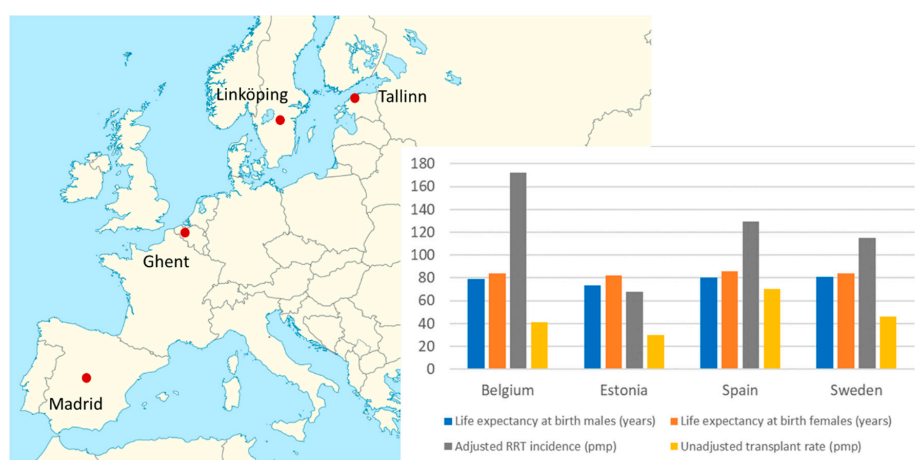 Linköping
Tallinn
Ghent
Madrid
180
160
140
120
100
80
60
40
20
0
Belgium Estonia Spain Sweden
Life expectancy at birth males (years) Life expectancy at birth females (years)
Adjusted RRT incidence (pmp) Unadjusted transplant rate (pmp)